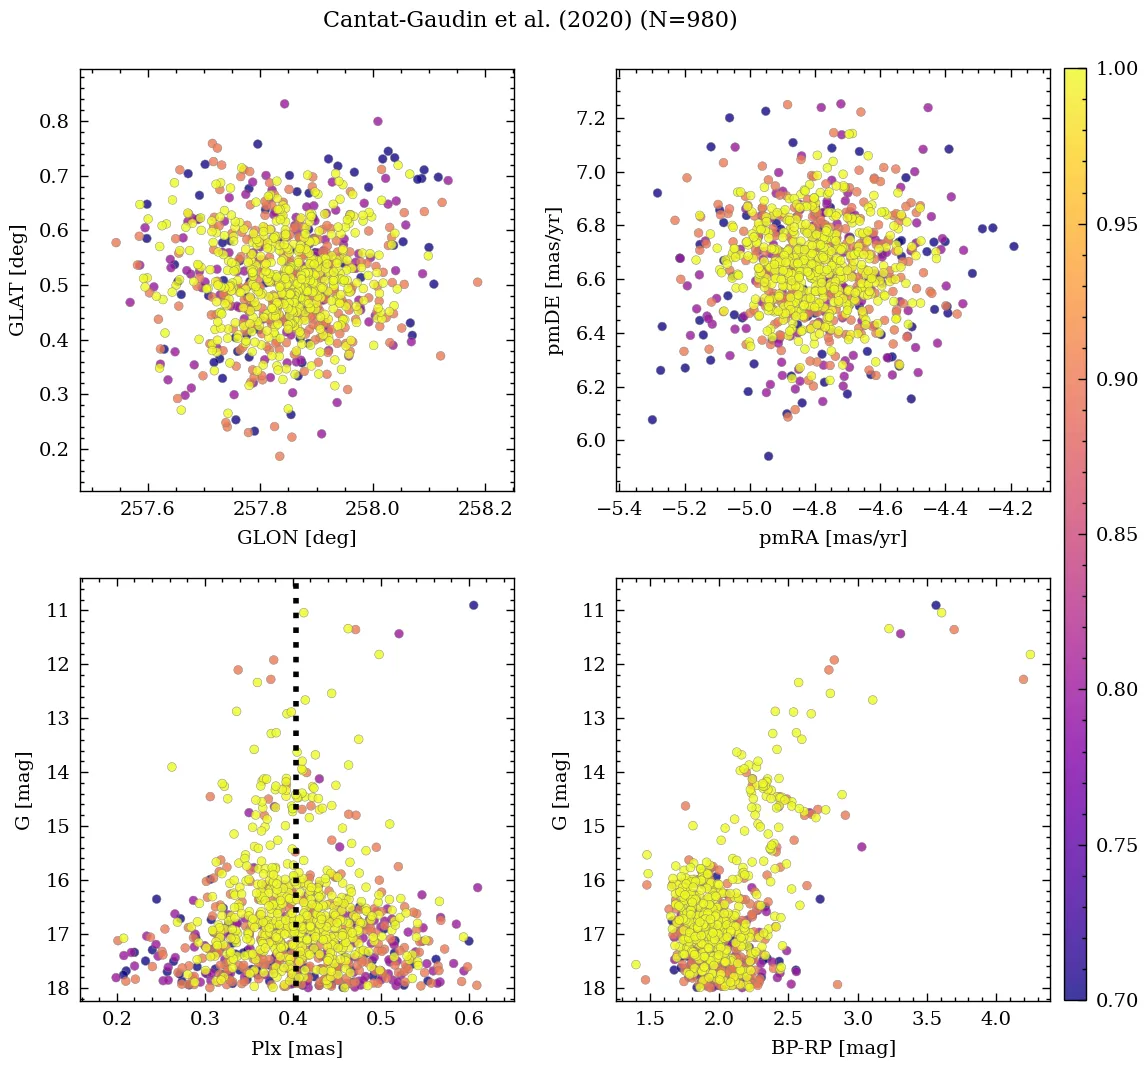 Cantat-Gaudin et al. (2020) (N=980)
0.8
0.7
0.6
0.5
0.4
0.3
0.2
GLAT [deg]
257.6 257.8 258.0 258.2
GLON [deg]
7.2
7.0
6.8
6.6
6.4
6.2
6.0
pmDE [mas/yr]
−5.4 −5.2 −5.0 −4.8 −4.6 −4.4 −4.2
pmRA [mas/yr]
11
12
13
14
15
16
17
18
G [mag]
0.2 0.3 0.4 0.5 0.6
Plx [mas]
11
12
13
14
15
16
17
18
G [mag]
1.5 2.0 2.5 3.0 3.5 4.0
BP-RP [mag]
1.00
0.95
0.90
0.85
0.80
0.75
0.70